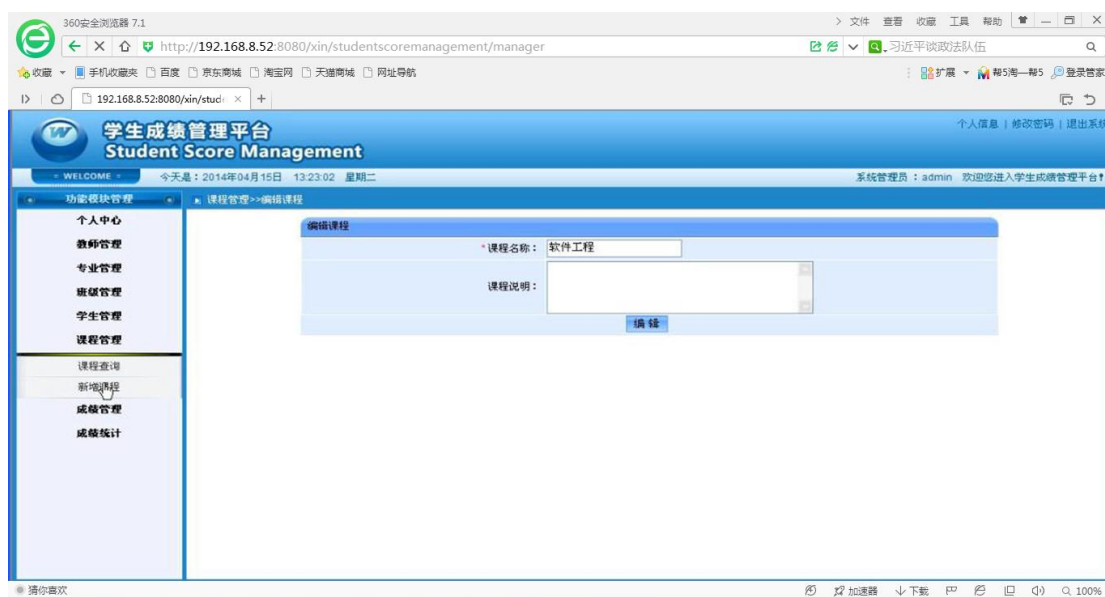 360安全浏览器 7.1
文件 查看 收藏 工具 帮助
http://192.168.8.52:8080/xin/studentscoremanagement/manager
习近平谈政法队伍
收藏 手机收藏夹 百度 京东商城 淘宝网 天猫商城 网址导航
扩展 帮5淘—帮5 登录管家
192.168.8.52:8080/xin/stud
学生成绩管理平台
个人信息 | 修改密码 | 退出系统
Student Score Management
WELCOME
今天是:2014年04月15日 13:23:02 星期二
系统管理员:admin 欢迎您进入学生成绩管理平台!
功能模块管理
课程管理>>编辑课程
个人中心
教师管理
专业管理
班级管理
学生管理
课程管理
课程查询
新增课程
成绩管理
成绩统计
编辑课程
*课程名称: 软件工程
课程说明:
编 辑
猜你喜欢
加速器 下载 100%